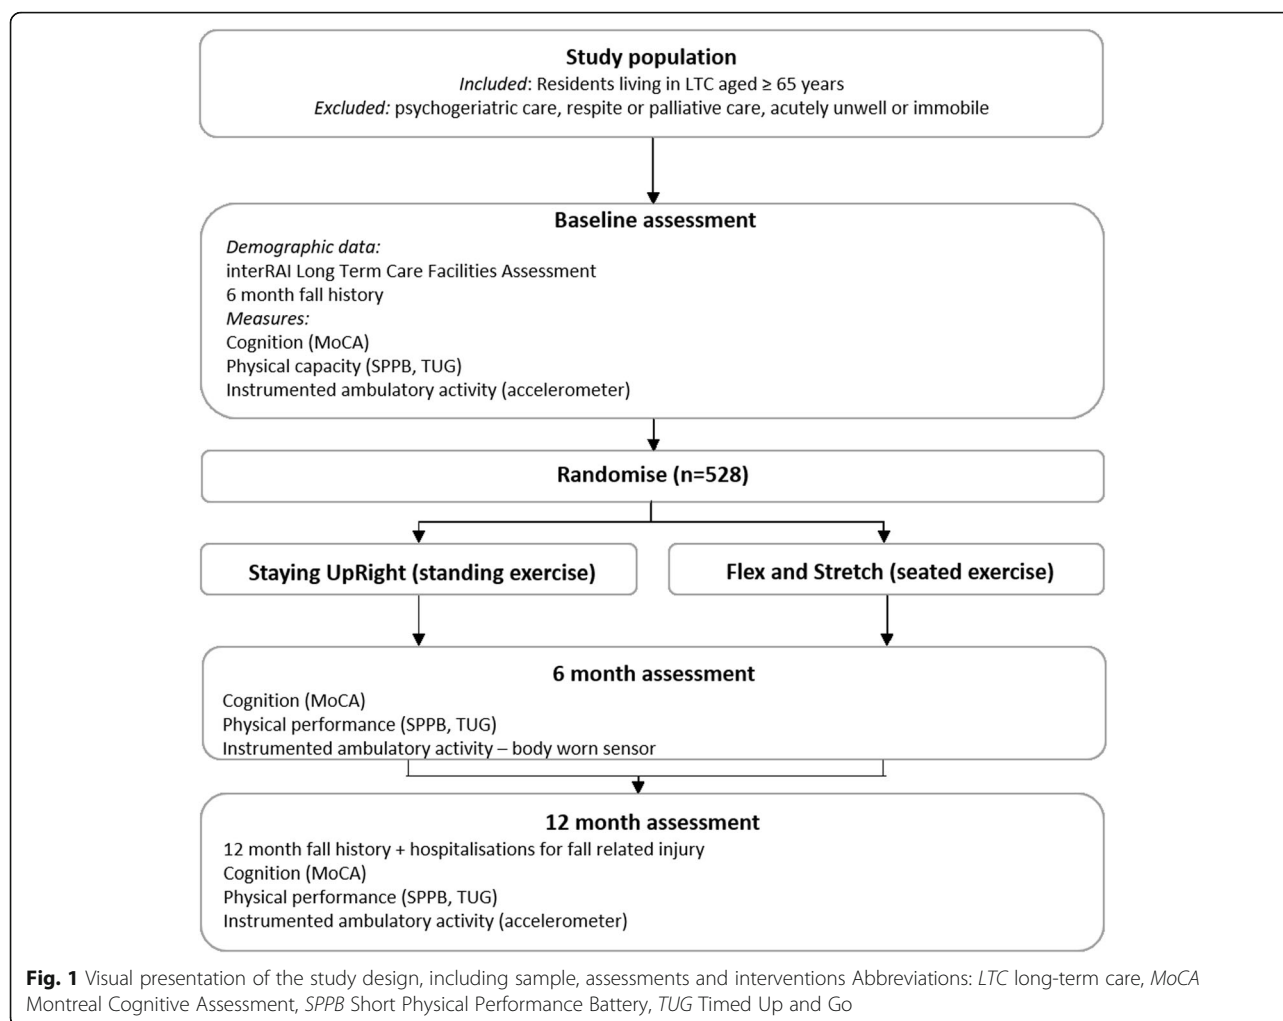 Study population
Included: Residents living in LTC aged ≥ 65 years
Excluded: psychogeriatric care, respite or palliative care, acutely unwell or immobile
Baseline assessment
Demographic data:
interRAI Long Term Care Facilities Assessment
6 month fall history
Measures:
Cognition (MoCA)
Physical capacity (SPPB, TUG)
Instrumented ambulatory activity (accelerometer)
Randomise (n=528)
Staying UpRight (standing exercise)
Flex and Stretch (seated exercise)
6 month assessment
Cognition (MoCA)
Physical performance (SPPB, TUG)
Instrumented ambulatory activity – body worn sensor
12 month assessment
12 month fall history + hospitalisations for fall related injury
Cognition (MoCA)
Physical performance (SPPB, TUG)
Instrumented ambulatory activity (accelerometer)
Fig. 1 Visual presentation of the study design, including sample, assessments and interventions Abbreviations: LTC long-term care, MoCA
Montreal Cognitive Assessment, SPPB Short Physical Performance Battery, TUG Timed Up and Go